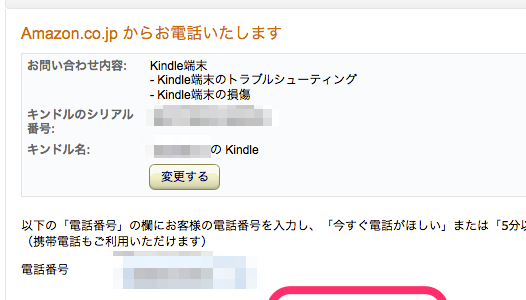 Amazon.co.jp からお電話いたします
お問い合わせ内容: Kindle端末
- Kindle端末のトラブルシューティング
- Kindle端末の損傷
キンドルのシリアル
番号:
キンドル名: の Kindle
変更する
以下の「電話番号」の欄にお客様の電話番号を入力し、「今すぐ電話がほしい」または「5分以
（携帯電話もご利用いただけます）
電話番号